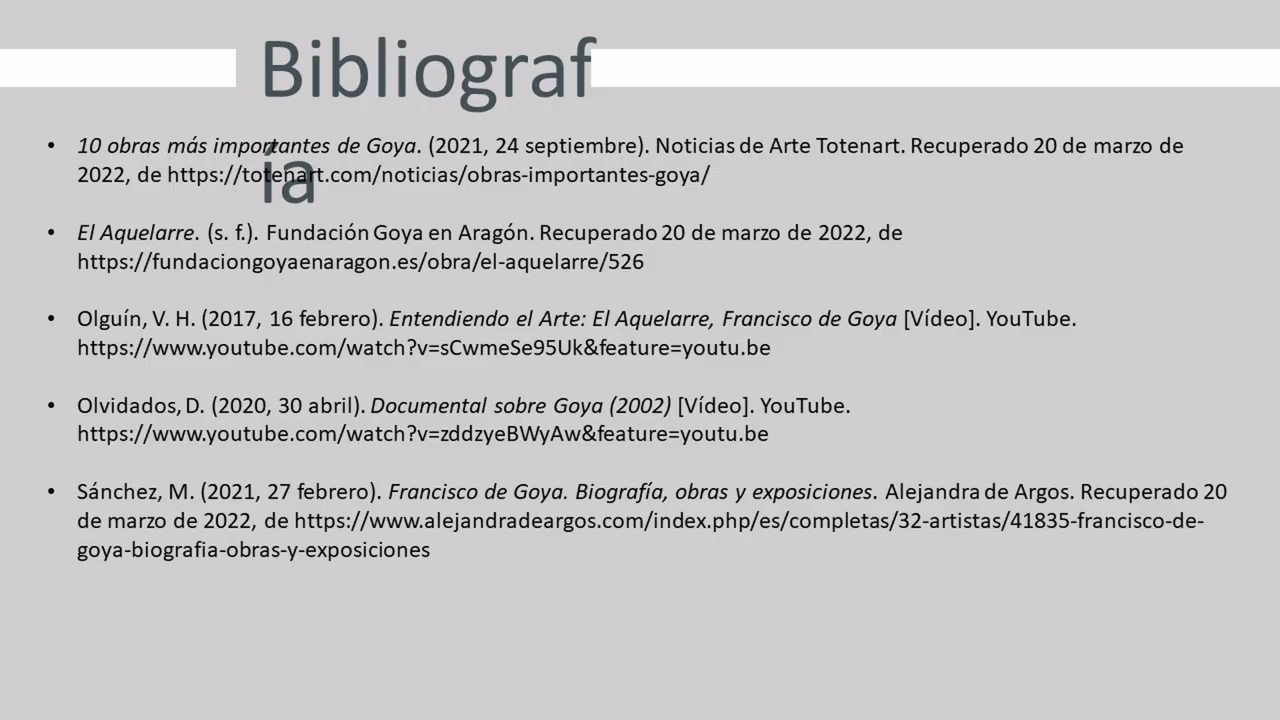 Bibliograf
ía
• 10 obras más importantes de Goya. (2021, 24 septiembre). Noticias de Arte Totenart. Recuperado 20 de marzo de
2022, de https://totenart.com/noticias/obras-importantes-goya/
• El Aquelarre. (s. f.). Fundación Goya en Aragón. Recuperado 20 de marzo de 2022, de
https://fundaciongoyaenaragon.es/obra/el-aquelarre/526
• Olguín, V. H. (2017, 16 febrero). Entendiendo el Arte: El Aquelarre, Francisco de Goya [Vídeo]. YouTube.
https://www.youtube.com/watch?v=sCwmeSe95Uk&feature=youtu.be
• Olvidados, D. (2020, 30 abril). Documental sobre Goya (2002) [Vídeo]. YouTube.
https://www.youtube.com/watch?v=zddzyeBWyAw&feature=youtu.be
• Sánchez, M. (2021, 27 febrero). Francisco de Goya. Biografía, obras y exposiciones. Alejandra de Argos. Recuperado 20
de marzo de 2022, de https://www.alejandradeargos.com/index.php/es/completas/32-artistas/41835-francisco-de-
goya-biografia-obras-y-exposiciones